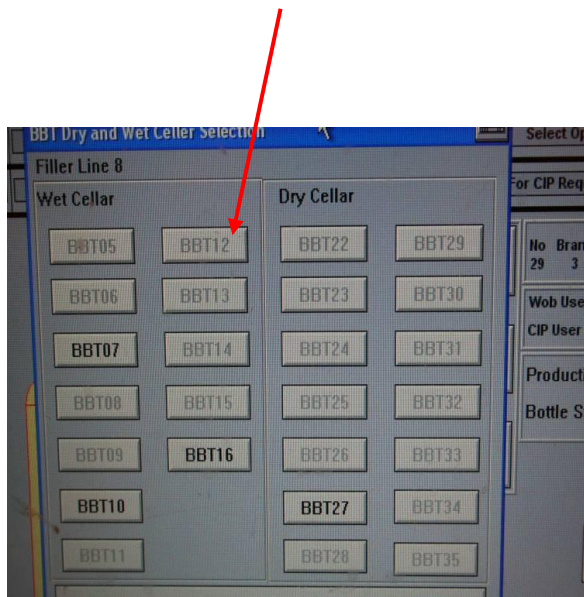 BBT Dry and Wet Celler Selection
Select Op
Filler Line 8
For CIP Req
Wet Cellar
Dry Cellar
BBT05 BBT12 BBT22 BBT29
No Bran
29 3
BBT06 BBT13 BBT23 BBT30
Wob Use
CIP User
BBT07 BBT14 BBT24 BBT31
Producti
BBT08 BBT15 BBT25 BBT32
Bottle S
BBT09 BBT16 BBT26 BBT33
BBT10 BBT27 BBT34
BBT11 BBT28 BBT35